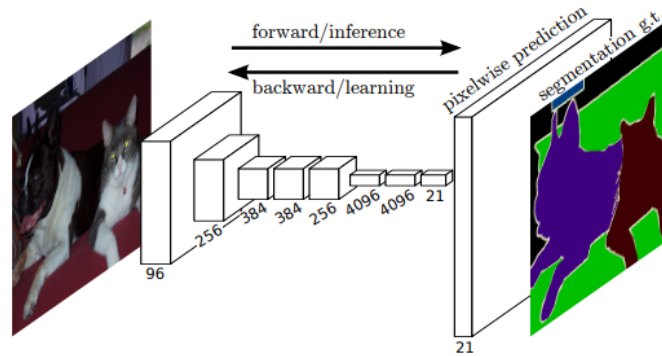 forward/inference
backward/learning
pixelwise prediction
segmentation g.t.
96
256
384
384
256
4096
4096
21
21